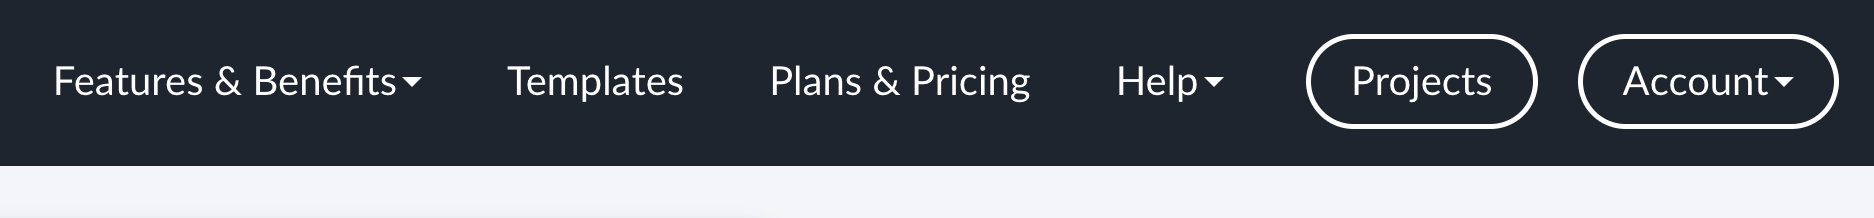 Features & Benefits Templates Plans & Pricing Help Projects Account